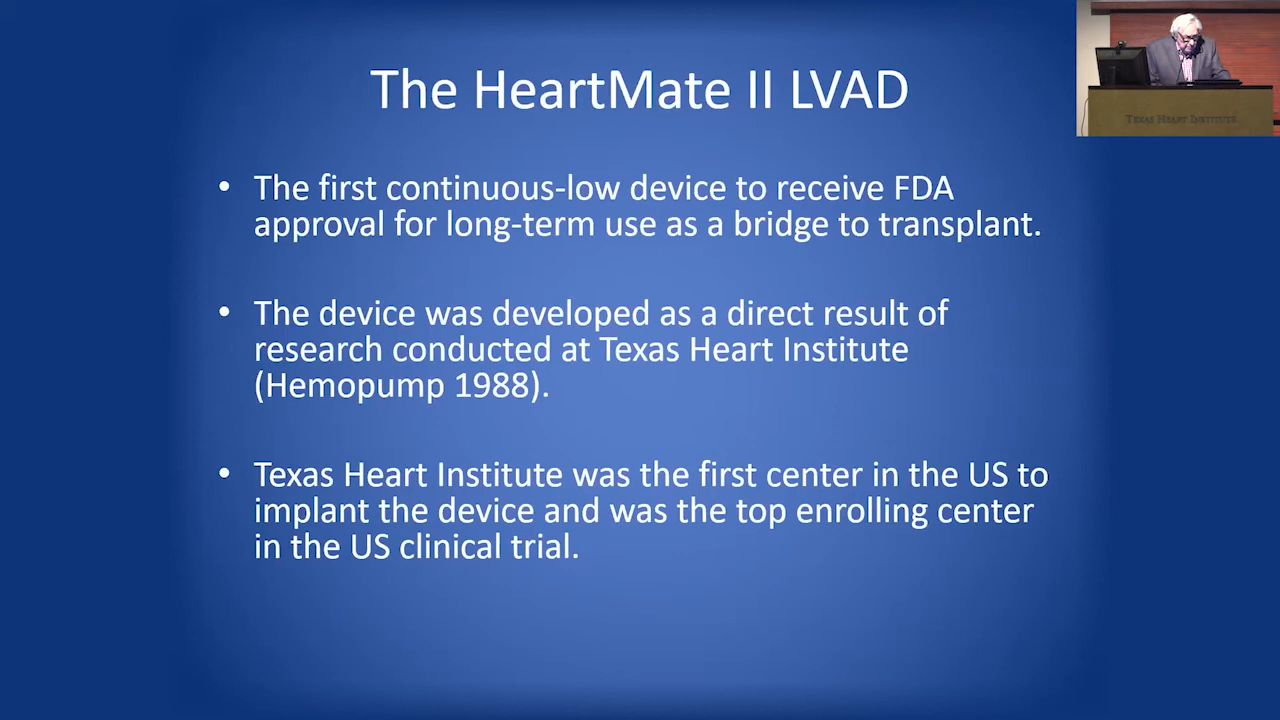 The HeartMate II LVAD
• The first continuous-low device to receive FDA
approval for long-term use as a bridge to transplant.
• The device was developed as a direct result of
research conducted at Texas Heart Institute
(Hemopump 1988).
• Texas Heart Institute was the first center in the US to
implant the device and was the top enrolling center
in the US clinical trial.
TEXAS HEART INSTITUTE